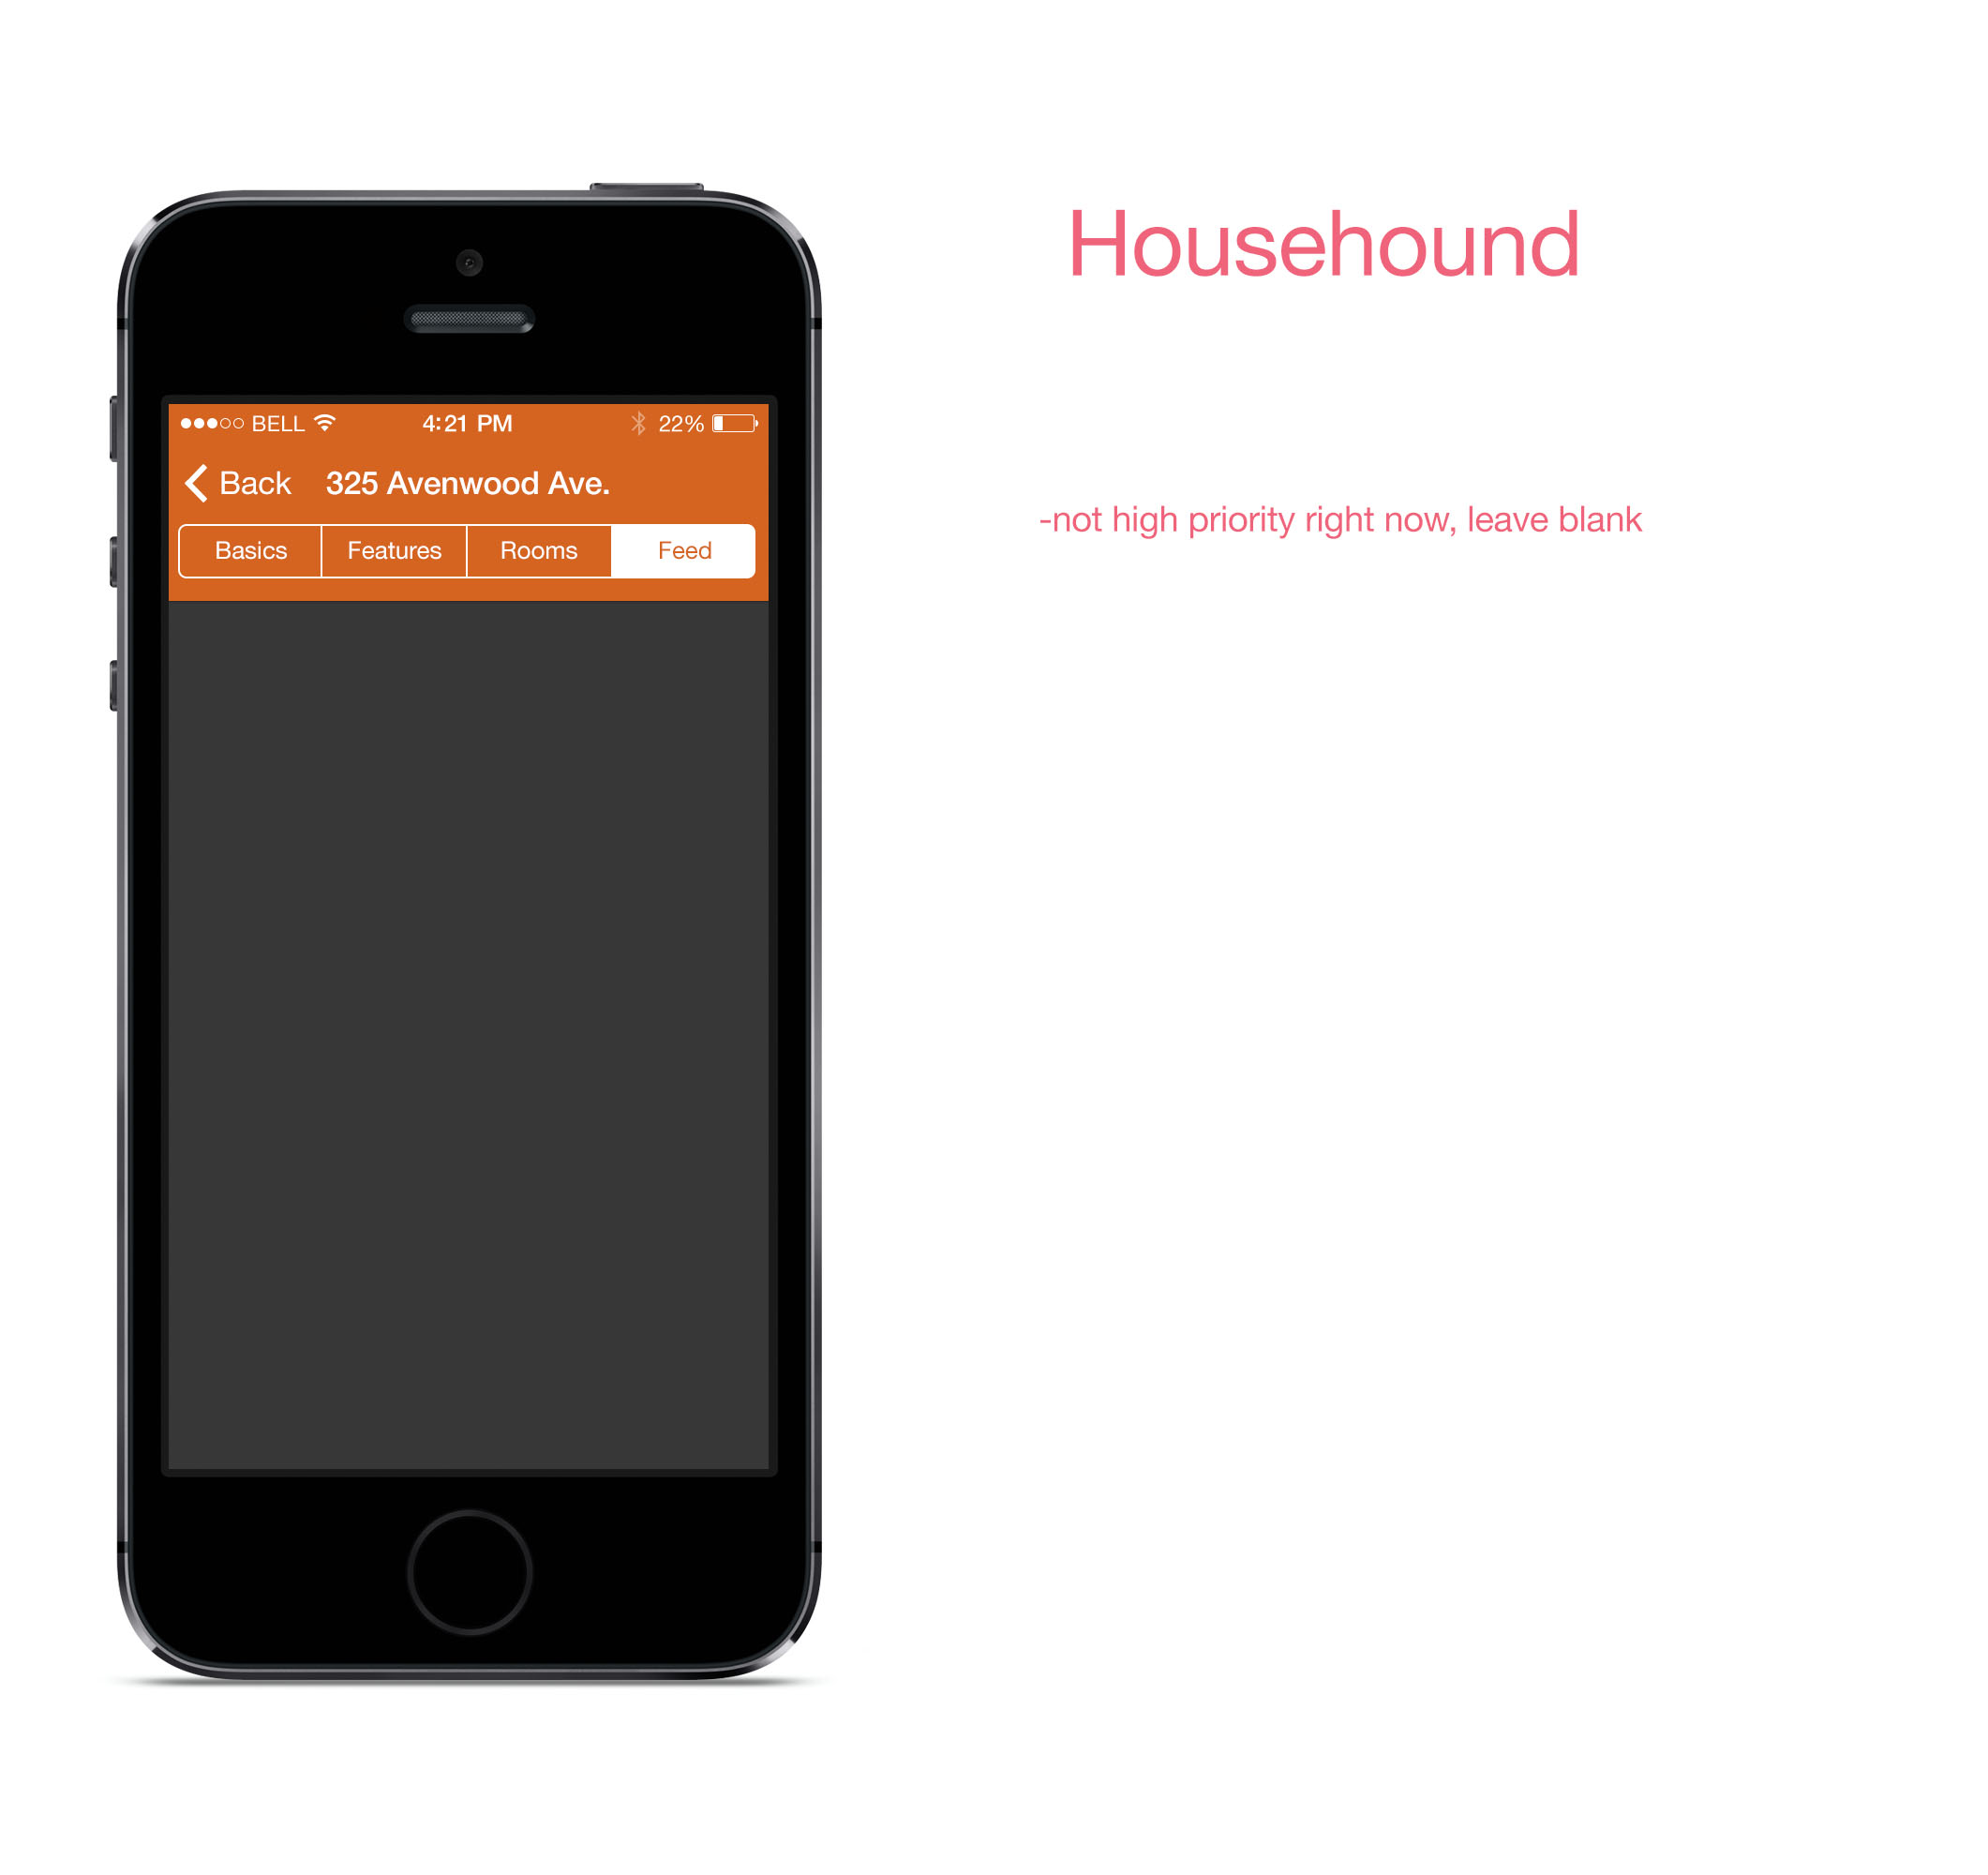 Househound
BELL 4:21 PM 22%
Back 325 Avenwood Ave.
Basics Features Rooms Feed
-not high priority right now, leave blank